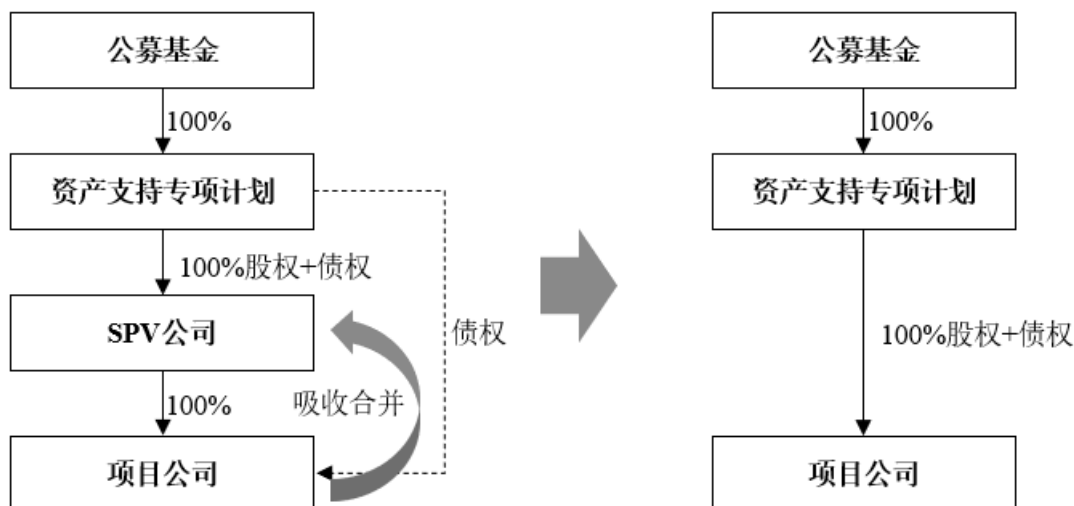 公募基金
100%
资产支持专项计划
100%股权+债权
SPV公司
债权
100%
吸收合并
项目公司
公募基金
100%
资产支持专项计划
100%股权+债权
项目公司